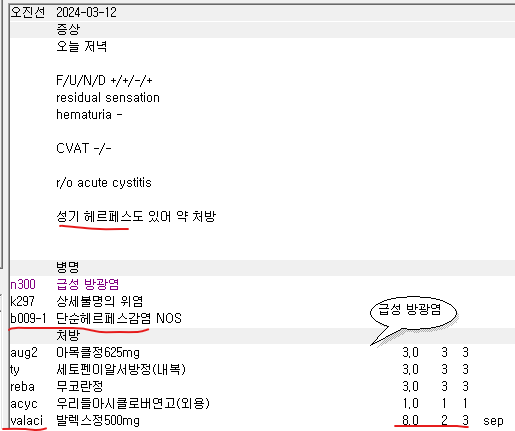 오진선 2024-03-12
증상
오늘 저녁
F/U/N/D +/+/-/+
residual sensation
hematuria -
CVAT -/-
r/o acute cystitis
성기 헤르페스도 있어 약 처방
병명
n300 급성 방광염
k297 상세불명의 위염
b009-1 단순헤르페스감염 NOS
급성 방광염
처방
aug2 아목클정625mg 3.0 3 3
ty 세토펜이알서방정(내복) 3.0 3 3
reba 무코란정 3.0 3 3
acyc 우리들아시클로버연고(외용) 1.0 1 1
valaci 발렉스정500mg 8.0 2 3 sep